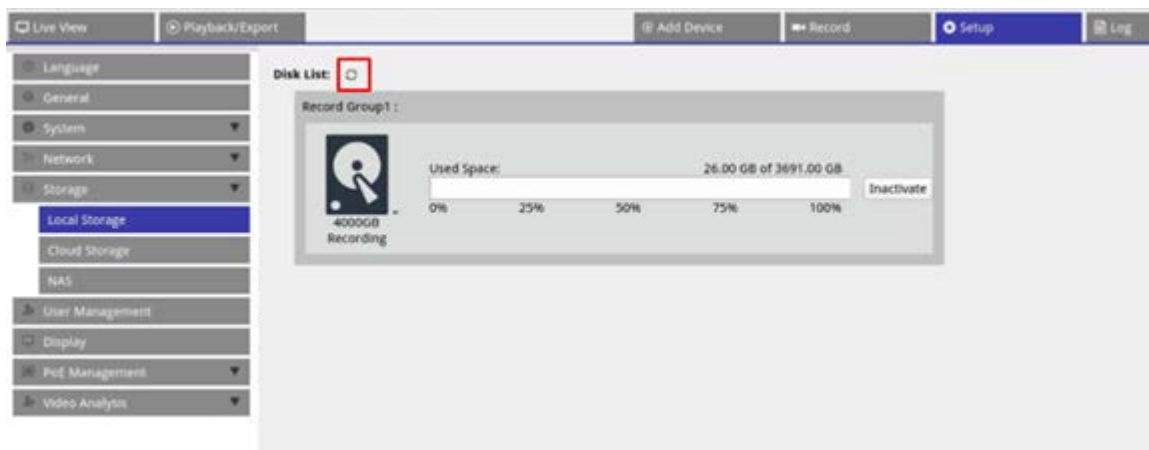 Live View
Playback/Export
Add Device
Record
Setup
Log
Language
General
System
Network
Storage
Local Storage
Cloud Storage
NAS
User Management
Display
PoE Management
Video Analysis
Disk List:
Record Group1 :
4000GB
Recording
Used Space: 26.00 GB of 3691.00 GB
0% 25% 50% 75% 100%
Inactivate